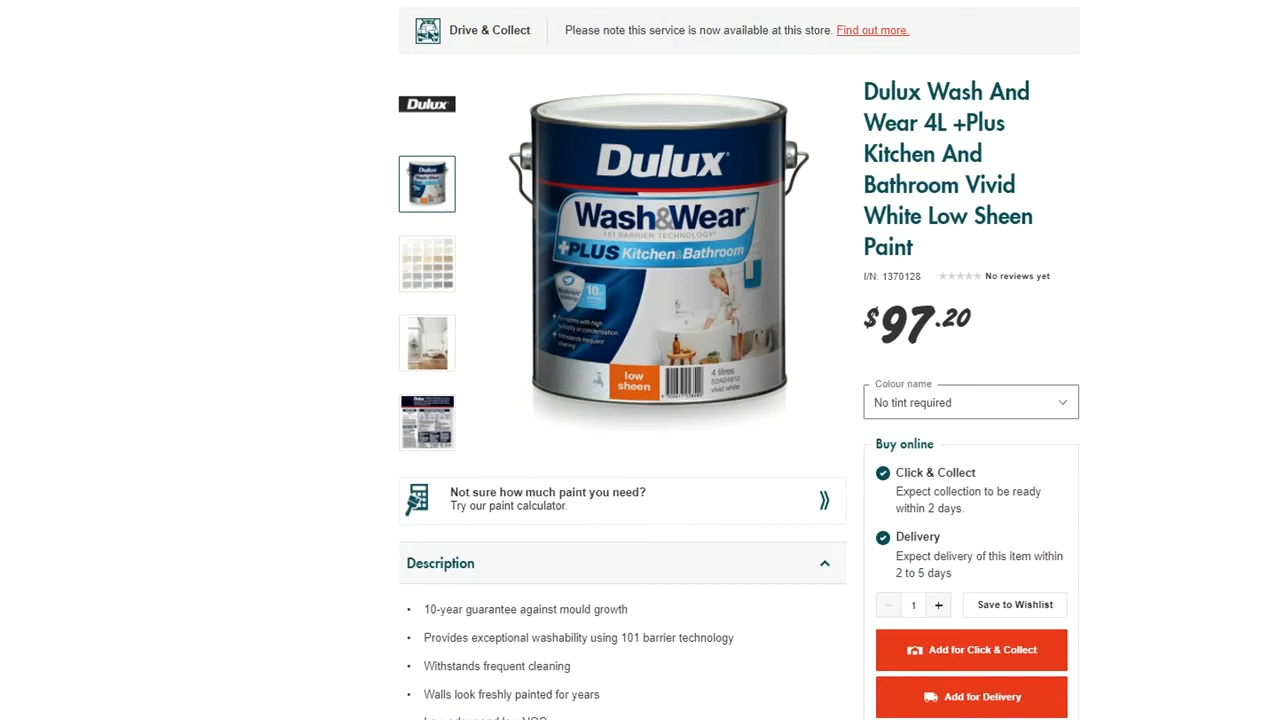 Drive & Collect
Please note this service is now available at this store. Find out more.
Dulux
Dulux
Wash&Wear
101 BARRIER TECHNOLOGY
+PLUS Kitchen&Bathroom
10
low
sheen
4 litres
vivid white
Dulux Wash And
Wear 4L +Plus
Kitchen And
Bathroom Vivid
White Low Sheen
Paint
I/N: 1370128
No reviews yet
$97.20
Colour name
No tint required
Buy online
Click & Collect
Expect collection to be ready
within 2 days.
Delivery
Expect delivery of this item within
2 to 5 days
1
Save to Wishlist
Add for Click & Collect
Add for Delivery
Not sure how much paint you need?
Try our paint calculator.
Description
• 10-year guarantee against mould growth
• Provides exceptional washability using 101 barrier technology
• Withstands frequent cleaning
• Walls look freshly painted for years